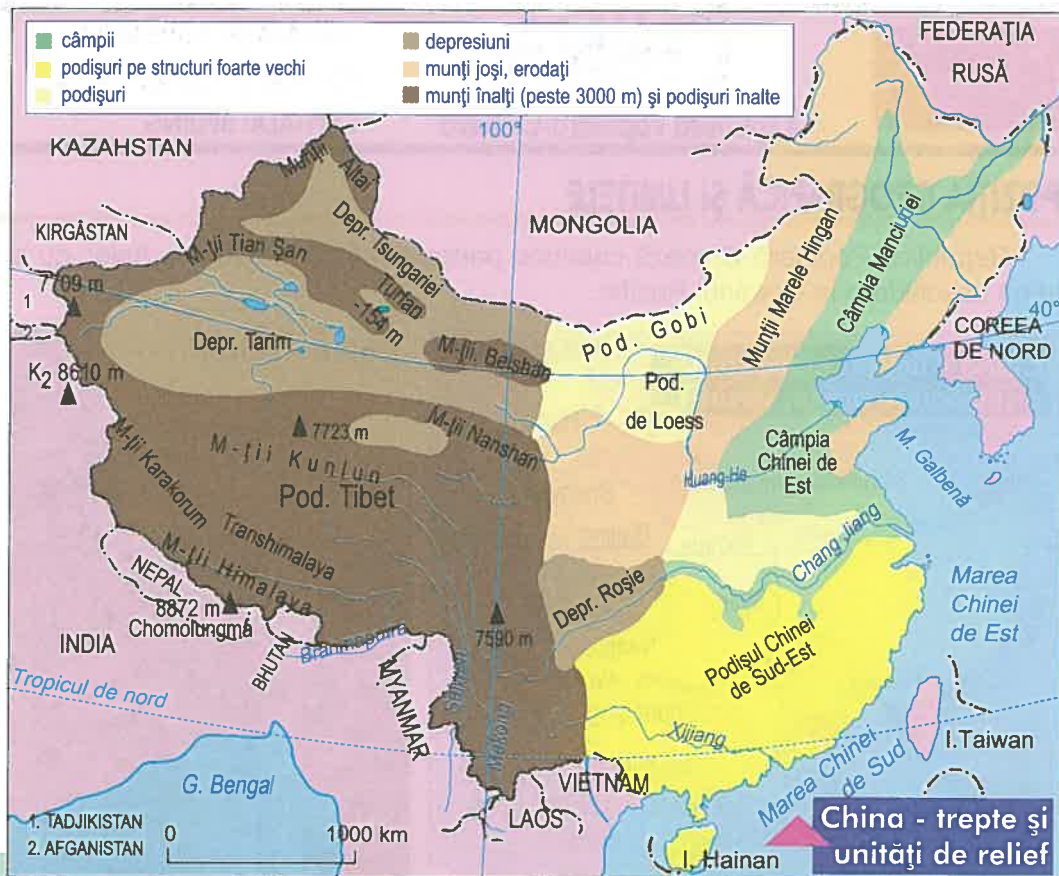 câmpii
podişuri pe structuri foarte vechi
podişuri
depresiuni
munţi joşi, erodaţi
munţi înalţi (peste 3000 m) şi podişuri înalte
FEDERAŢIA
RUSĂ
100°
KAZAHSTAN
MONGOLIA
KIRGÂSTAN
Munţii Altai
Depr. Tsungariei
M-ţii Tian Şan
Turfan
-154 m
7709 m
1
Depr. Tarim
M-ţii. Beishan
Pod. Gobi
Munţii Marele Hingan
Câmpia Manciuriei
40°
COREEA
DE NORD
K2 8610 m
Pod.
de Loess
7723 m
M-ţii Nanshan
M-ţii Kunlun
M-ţii Karakorum
Pod. Tibet
Câmpia
Chinei de
Est
Huang-He
M. Galbenă
Transhimalaya
M-ţii Himalaya
NEPAL
8872 m
Chomolungma
Depr. Roşie
Chang Jiang
Marea
Chinei
de Est
7590 m
INDIA
BHUTAN
Brahmaputra
MYANMAR
Mekong
Podişul Chinei
de Sud-Est
Tropicul de nord
Xijiang
I.Taiwan
VIETNAM
LAOS
G. Bengal
Marea Chinei
de Sud
I. Hainan
1. TADJIKISTAN
2. AFGANISTAN
0
1000 km
China - trepte şi
unităţi de relief